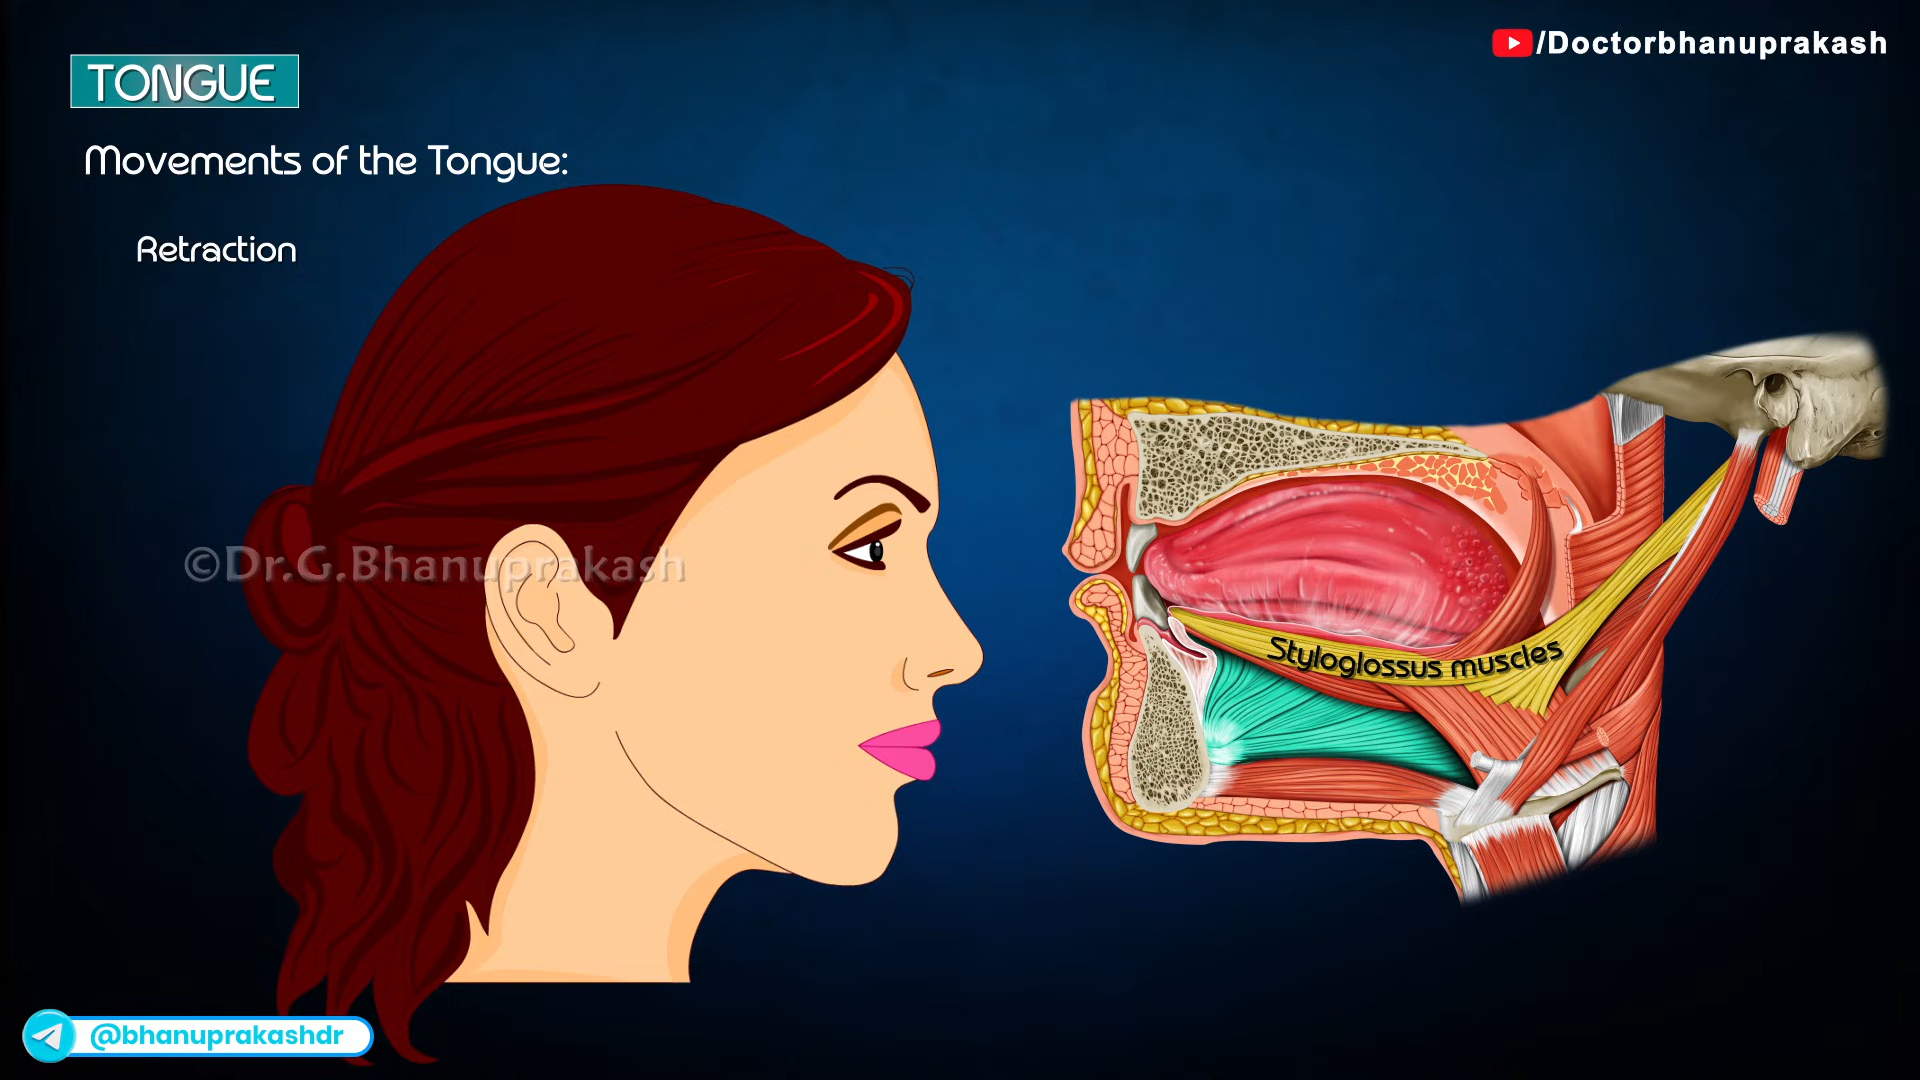 /Doctorbhanuprakash
TONGUE
Movements of the Tongue:
Retraction
©Dr.G.Bhanuprakash
Styloglossus muscles
@bhanuprakashdr